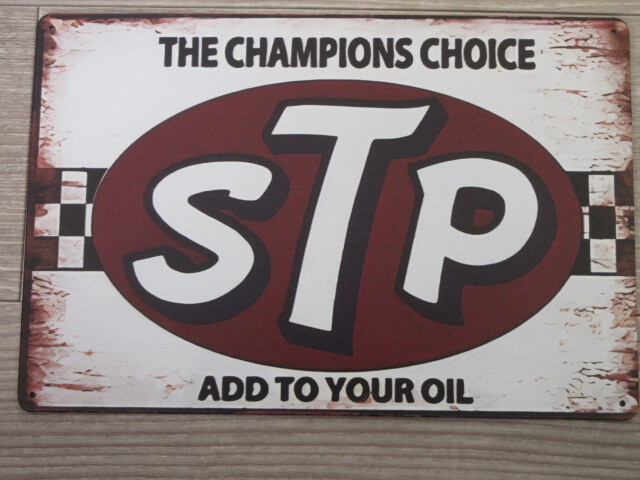 THE CHAMPIONS CHOICE
STP
ADD TO YOUR OIL